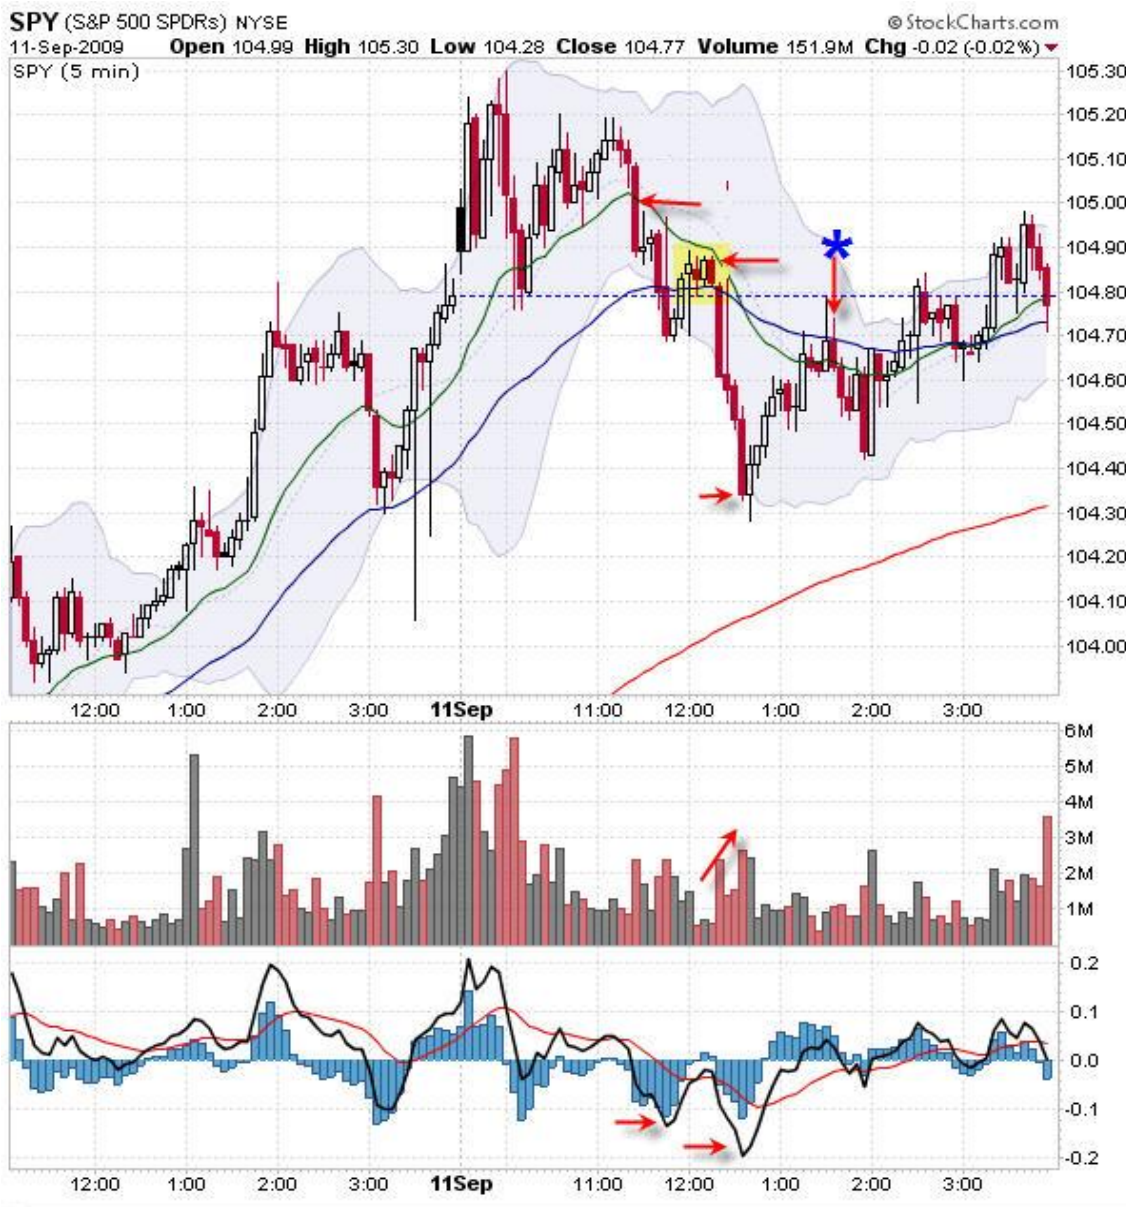 SPY (S&P 500 SPDRs) NYSE
© StockCharts.com
11-Sep-2009 Open 104.99 High 105.30 Low 104.28 Close 104.77 Volume 151.9M Chg -0.02 (-0.02%)
SPY (5 min)
105.30
105.20
105.10
105.00
104.90
104.80
104.70
104.60
104.50
104.40
104.30
104.20
104.10
104.00
*
12:00 1:00 2:00 3:00 11Sep 11:00 12:00 1:00 2:00 3:00
6M
5M
4M
3M
2M
1M
0.2
0.1
0.0
-0.1
-0.2
12:00 1:00 2:00 3:00 11Sep 11:00 12:00 1:00 2:00 3:00